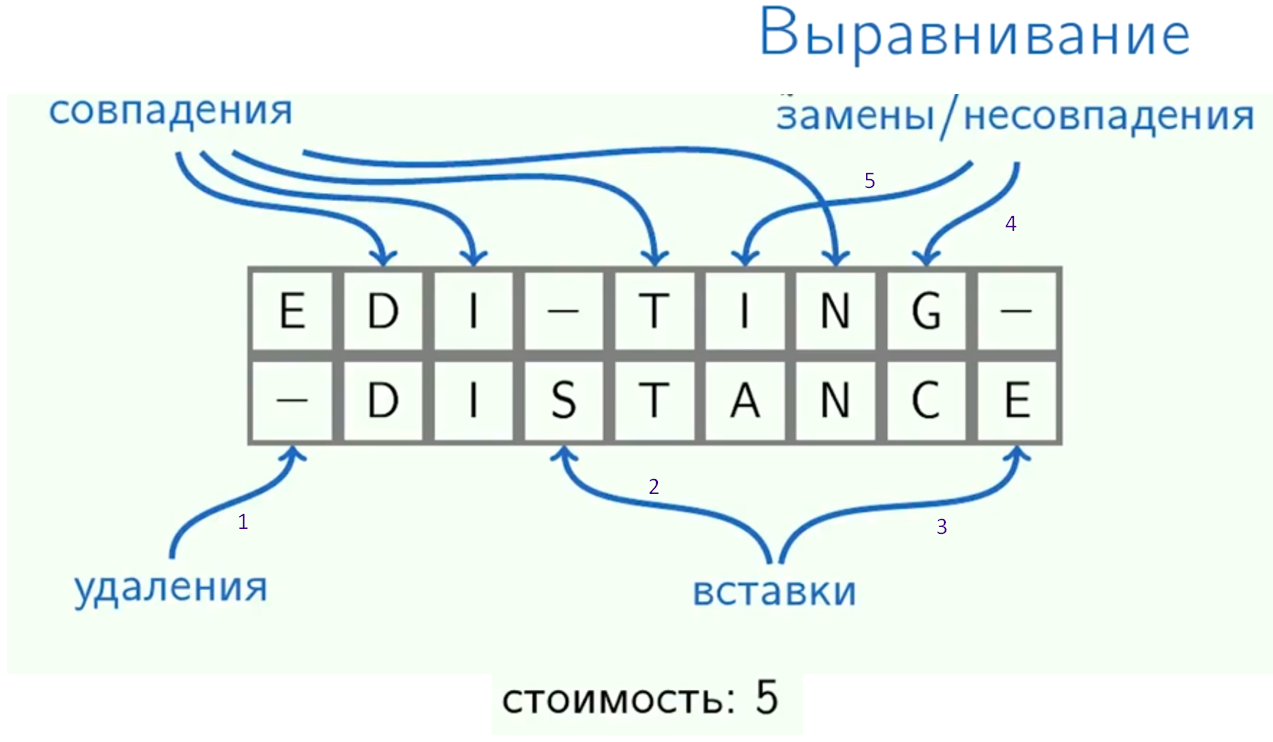 Выравнивание
совпадения
замены/несовпадения
5
4
E D I – T I N G –
– D I S T A N C E
2
1
3
удаления
вставки
стоимость: 5